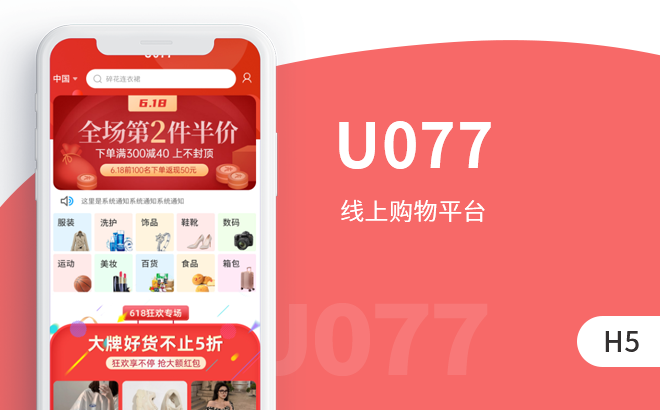 U077
中国
碎花连衣裙
6.18
全场第2件半价
下单满300减40 上不封顶
6.18前100名下单返现50元
这里是系统通知系统通知系统通知
服装
洗护
饰品
鞋靴
数码
运动
美妆
百货
食品
箱包
618狂欢专场
大牌好货不止5折
狂欢享不停 抢大额红包
U077
线上购物平台
U077
H5